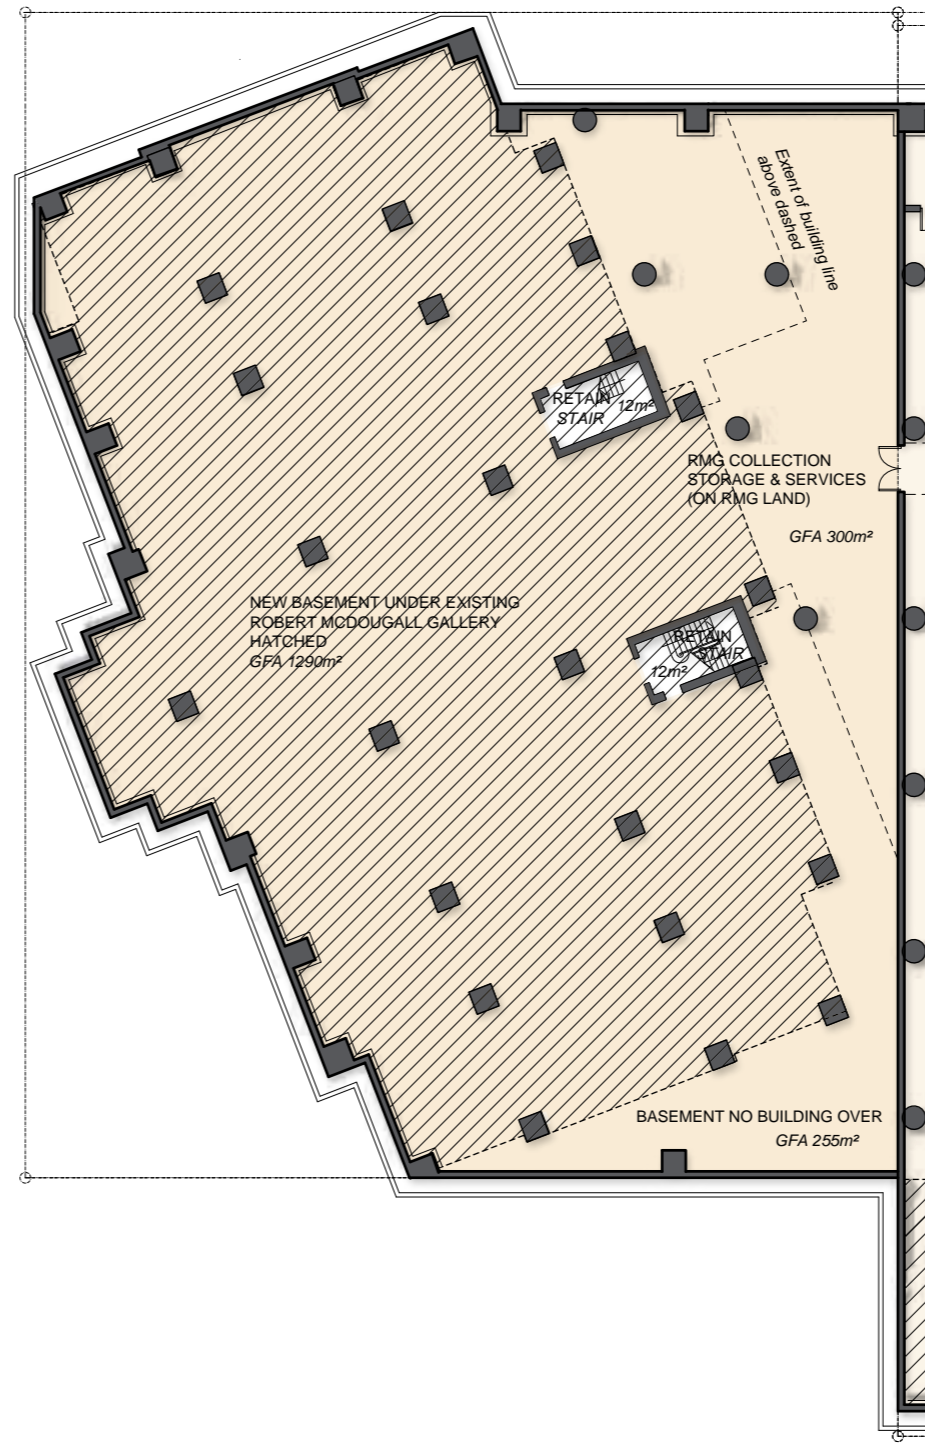 Extent of building line
above dashed
RETAIN
STAIR
12m²
RMG COLLECTION
STORAGE & SERVICES
(ON RMG LAND)
GFA 300m²
NEW BASEMENT UNDER EXISTING
ROBERT MCDOUGALL GALLERY
HATCHED
GFA 1290m²
RETAIN
STAIR
12m²
BASEMENT NO BUILDING OVER
GFA 255m²